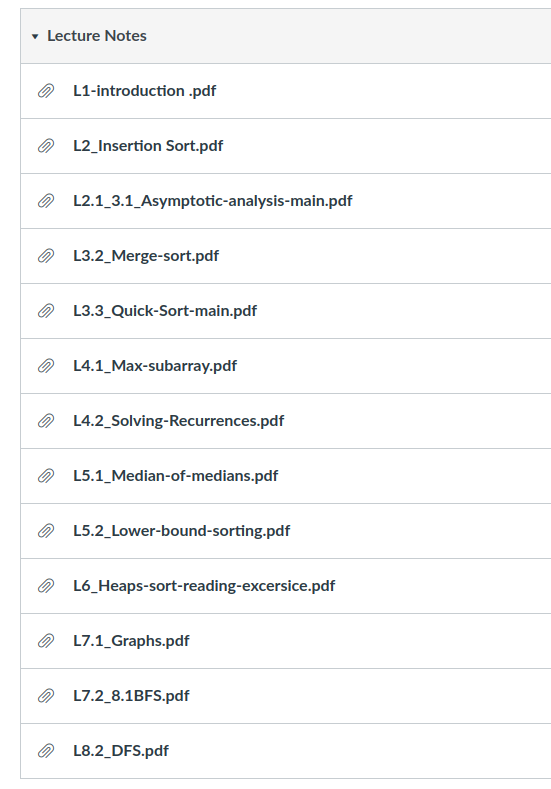 Lecture Notes
L1-introduction .pdf
L2_Insertion Sort.pdf
L2.1_3.1_Asymptotic-analysis-main.pdf
L3.2_Merge-sort.pdf
L3.3_Quick-Sort-main.pdf
L4.1_Max-subarray.pdf
L4.2_Solving-Recurrences.pdf
L5.1_Median-of-medians.pdf
L5.2_Lower-bound-sorting.pdf
L6_Heaps-sort-reading-excersice.pdf
L7.1_Graphs.pdf
L7.2_8.1BFS.pdf
L8.2_DFS.pdf